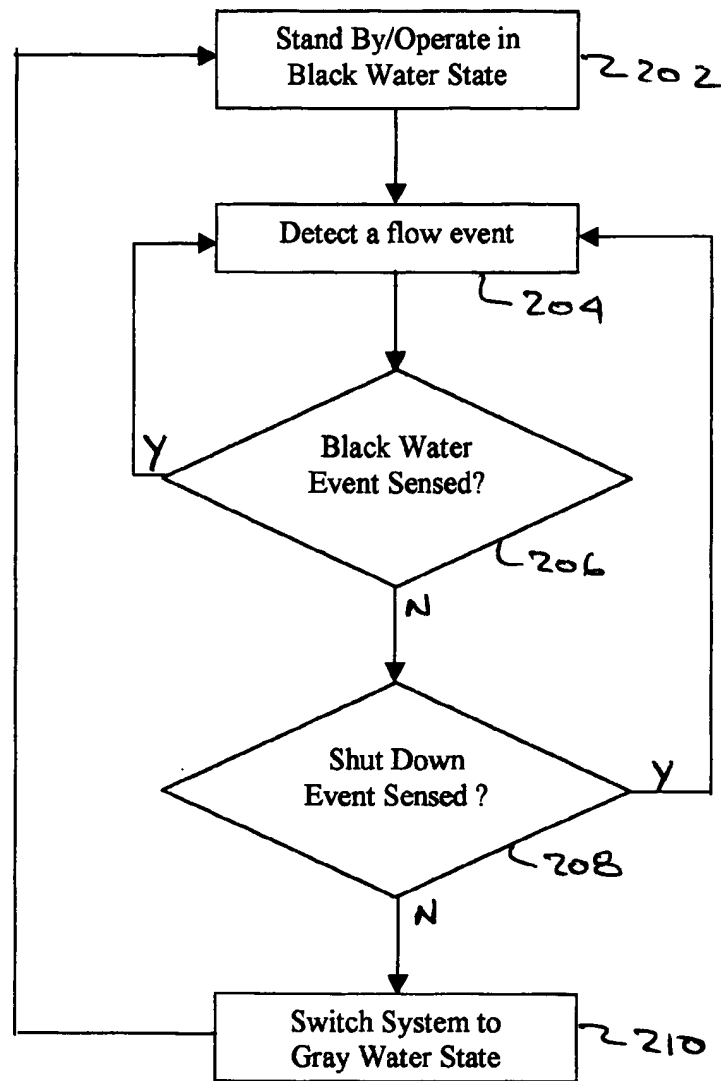 Stand By/Operate in
Black Water State
202
Detect a flow event
204
Y
Black Water
Event Sensed?
206
N
Shut Down
Event Sensed ?
Y
208
N
Switch System to
Gray Water State
210